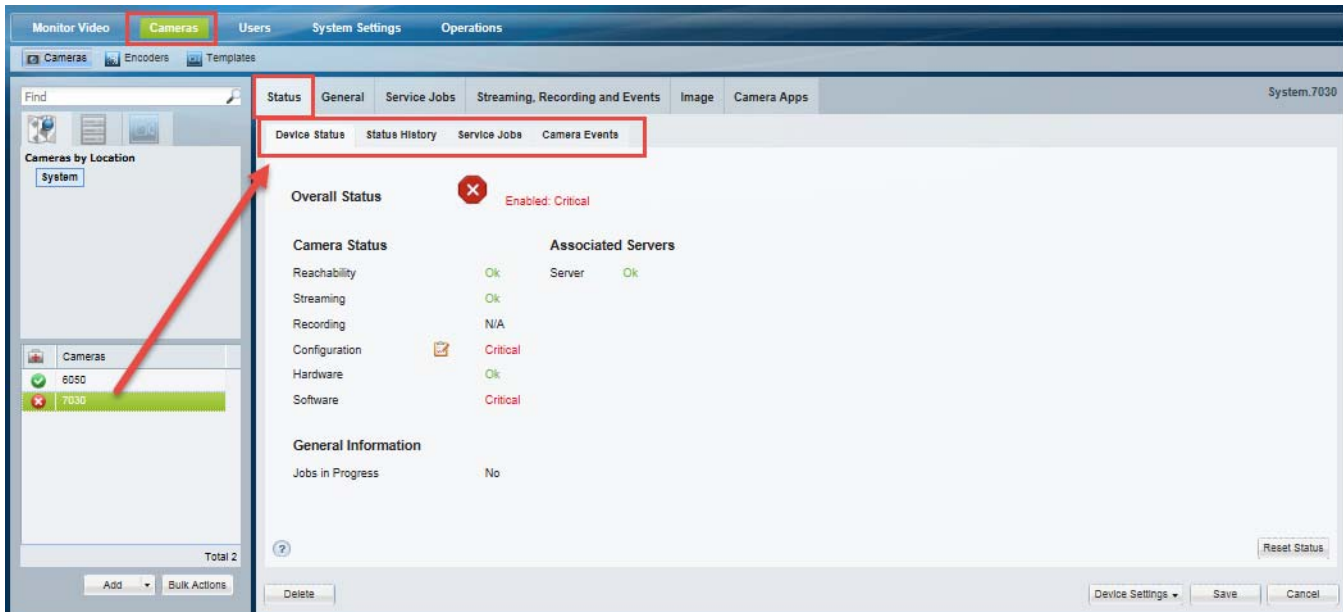 Monitor Video Cameras Users System Settings Operations
Cameras Encoders Templates
Find
Cameras by Location
System
Cameras
6050
7030
Total 2
Add Bulk Actions
Status General Service Jobs Streaming, Recording and Events Image Camera Apps
System.7030
Device Status Status History Service Jobs Camera Events
Overall Status Enabled: Critical
Camera Status Associated Servers
Reachability Ok Server Ok
Streaming Ok
Recording N/A
Configuration Critical
Hardware Ok
Software Critical
General Information
Jobs in Progress No
? Reset Status
Delete Device Settings Save Cancel